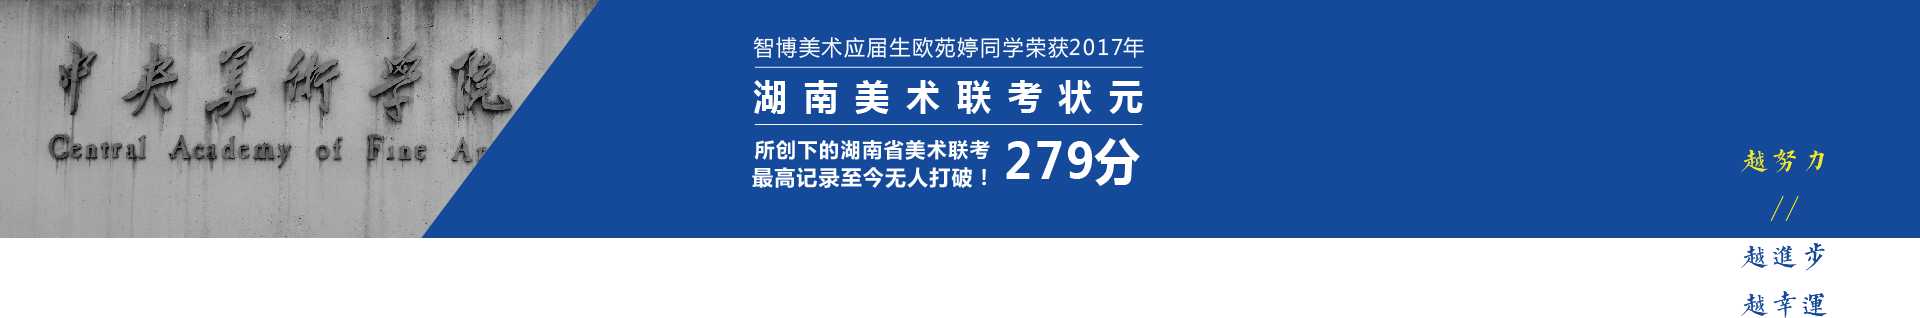 中央美術学院
Central Academy of Fine Ar
智博美术应届生欧苑婷同学荣获2017年
湖南美术联考状元
所创下的湖南省美术联考
最高记录至今无人打破！
279分
越努力
//
越進步
越幸運